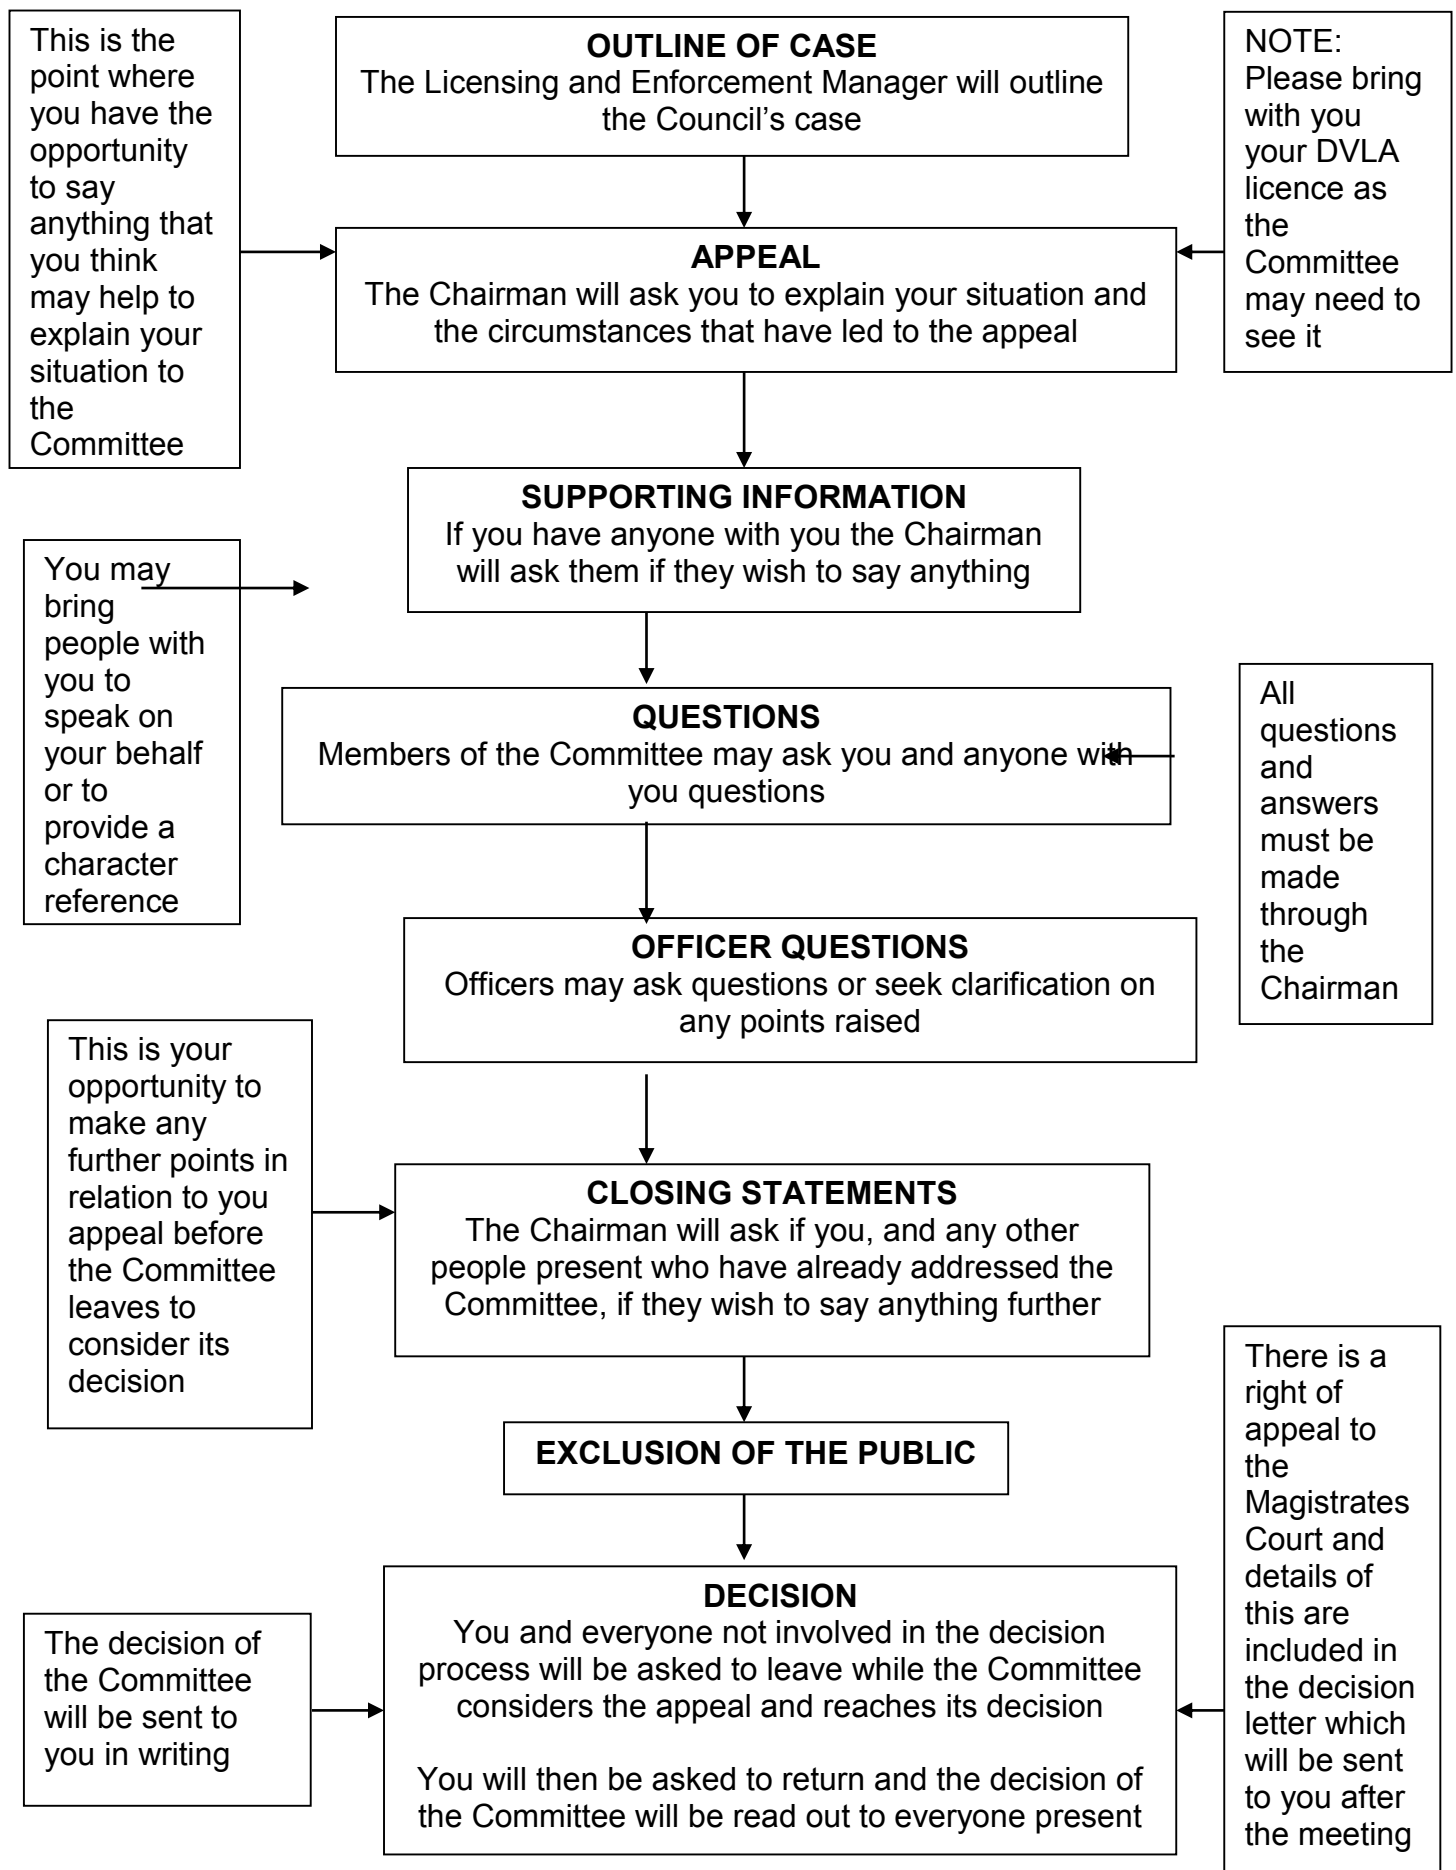 This is the
point where
you have the
opportunity
to say
anything that
you think
may help to
explain your
situation to
the
Committee
OUTLINE OF CASE
The Licensing and Enforcement Manager will outline
the Council’s case
NOTE:
Please bring
with you
your DVLA
licence as
the
Committee
may need to
see it
APPEAL
The Chairman will ask you to explain your situation and
the circumstances that have led to the appeal
SUPPORTING INFORMATION
If you have anyone with you the Chairman
will ask them if they wish to say anything
You may
bring
people with
you to
speak on
your behalf
or to
provide a
character
reference
QUESTIONS
Members of the Committee may ask you and anyone with
you questions
All
questions
and
answers
must be
made
through
the
Chairman
OFFICER QUESTIONS
Officers may ask questions or seek clarification on
any points raised
This is your
opportunity to
make any
further points in
relation to you
appeal before
the Committee
leaves to
consider its
decision
CLOSING STATEMENTS
The Chairman will ask if you, and any other
people present who have already addressed the
Committee, if they wish to say anything further
EXCLUSION OF THE PUBLIC
There is a
right of
appeal to
the
Magistrates
Court and
details of
this are
included in
the decision
letter which
will be sent
to you after
the meeting
DECISION
You and everyone not involved in the decision
process will be asked to leave while the Committee
considers the appeal and reaches its decision
You will then be asked to return and the decision of
the Committee will be read out to everyone present
The decision of
the Committee
will be sent to
you in writing